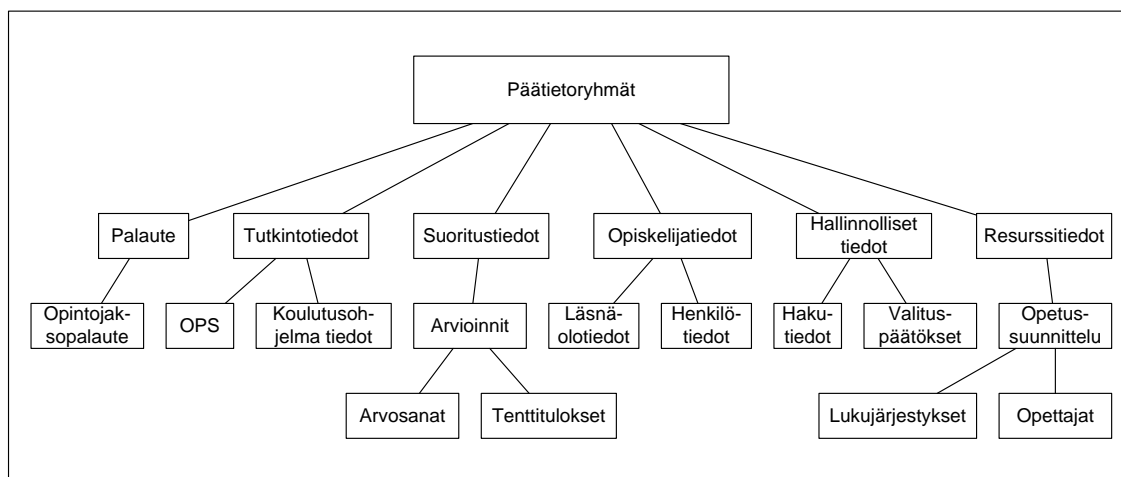 Päätietoryhmät
Palaute
Tutkintotiedot
Suoritustiedot
Opiskelijatiedot
Hallinnolliset
tiedot
Resurssitiedot
Opintojak-
sopalaute
OPS
Koulutusoh-
jelma tiedot
Arvioinnit
Läsnä-
olotiedot
Henkilö-
tiedot
Haku-
tiedot
Valitus-
päätökset
Opetus-
suunnittelu
Arvosanat
Tenttitulokset
Lukujärjestykset
Opettajat